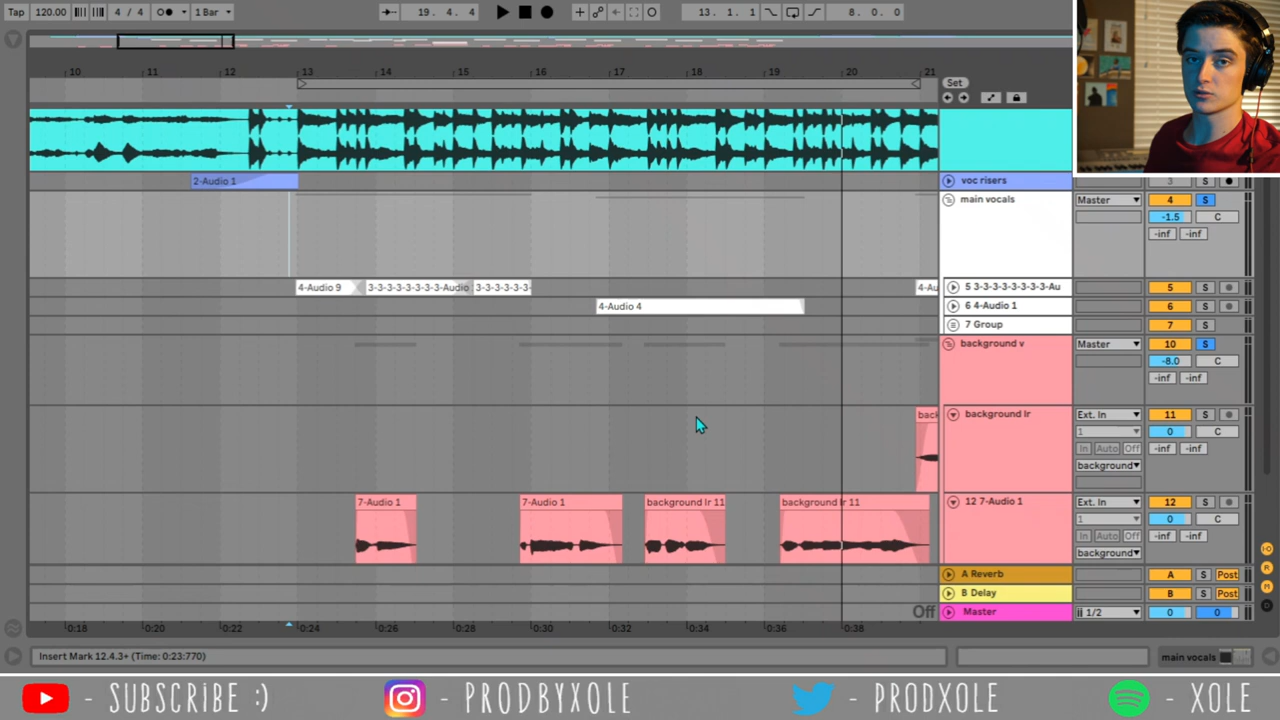 Tap 120.00 4 / 4 1 Bar 19. 4. 4 13. 1. 1 8. 0. 0
10 11 12 13 14 15 16 17 18 19 20 21
Set
2-Audio 1 voc risers 3 S
main vocals Master 4 S
-1.5 C
-inf -inf
4-Audio 9 3-3-3-3-3-3-3-Audio 3-3-3-3-3- 4-Au 5 3-3-3-3-3-3-3-Au 5 S
4-Audio 4 6 4-Audio 1 6 S
7 Group 7 S
background v Master 10 S
-8.0 C
-inf -inf
back background lr Ext. In 11 S
1 0 C
In Auto Off -inf -inf
background
7-Audio 1 7-Audio 1 background lr 11 background lr 11 12 7-Audio 1 Ext. In 12 S
1 0 C
In Auto Off -inf -inf
background
A Reverb A S Post
B Delay B S Post
Off Master 1/2 0 0
0:18 0:20 0:22 0:24 0:26 0:28 0:30 0:32 0:34 0:36 0:38
Insert Mark 12.4.3+ (Time: 0:23:770) main vocals
- SUBSCRIBE :) - PRODBYXOLE - PRODXOLE - XOLE